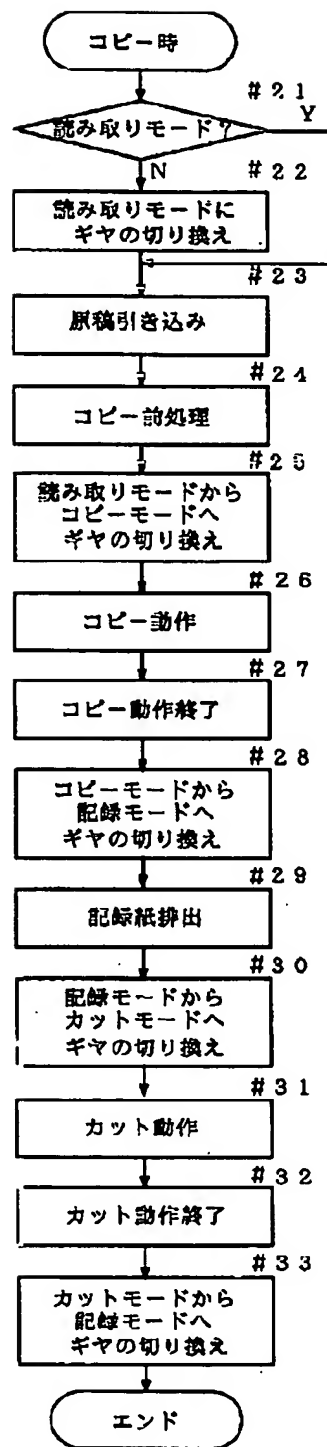 コピー時
#21
読み取りモード?
Y
N
#22
読み取りモードに
ギヤの切り換え
#23
原稿引き込み
#24
コピー前処理
#25
読み取りモードから
コピーモードへ
ギヤの切り換え
#26
コピー動作
#27
コピー動作終了
#28
コピーモードから
記録モードへ
ギヤの切り換え
#29
記録紙排出
#30
記録モードから
カットモードへ
ギヤの切り換え
#31
カット動作
#32
カット動作終了
#33
カットモードから
記録モードへ
ギヤの切り換え
エンド